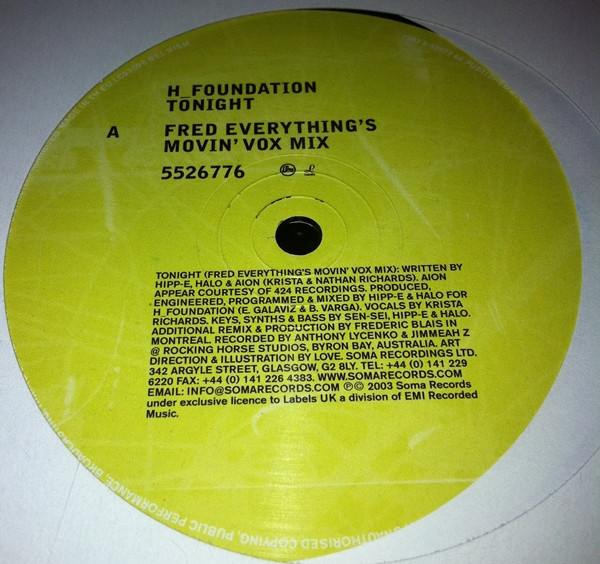 H_FOUNDATION
TONIGHT
A
FRED EVERYTHING'S
MOVIN' VOX MIX
5526776
TONIGHT (FRED EVERYTHING'S MOVIN' VOX MIX): WRITTEN BY
HIPP-E, HALO & AION (KRISTA & NATHAN RICHARDS). AION
APPEAR COURTESY OF 424 RECORDINGS. PRODUCED,
ENGINEERED, PROGRAMMED & MIXED BY HIPP-E & HALO FOR
H_FOUNDATION (E. GALAVIZ & B. VARGA). VOCALS BY KRISTA
RICHARDS. KEYS, SYNTHS & BASS BY SEN-SEI, HIPP-E & HALO.
ADDITIONAL REMIX & PRODUCTION BY FREDERIC BLAIS IN
MONTREAL. RECORDED BY ANTHONY LYCENKO & JIMMEAH Z
@ ROCKING HORSE STUDIOS, BYRON BAY, AUSTRALIA. ART
DIRECTION & ILLUSTRATION BY LOVE. SOMA RECORDINGS LTD.
342 ARGYLE STREET, GLASGOW, G2 8LY. TEL: +44 (0) 141 229
6220 FAX: +44 (0) 141 226 4383. WWW.SOMARECORDS.COM
EMAIL: INFO@SOMARECORDS.COM ℗© 2003 Soma Records
under exclusive licence to Labels UK a division of EMI Recorded
Music.
COPYING, PUBLIC PERFORMANCE,